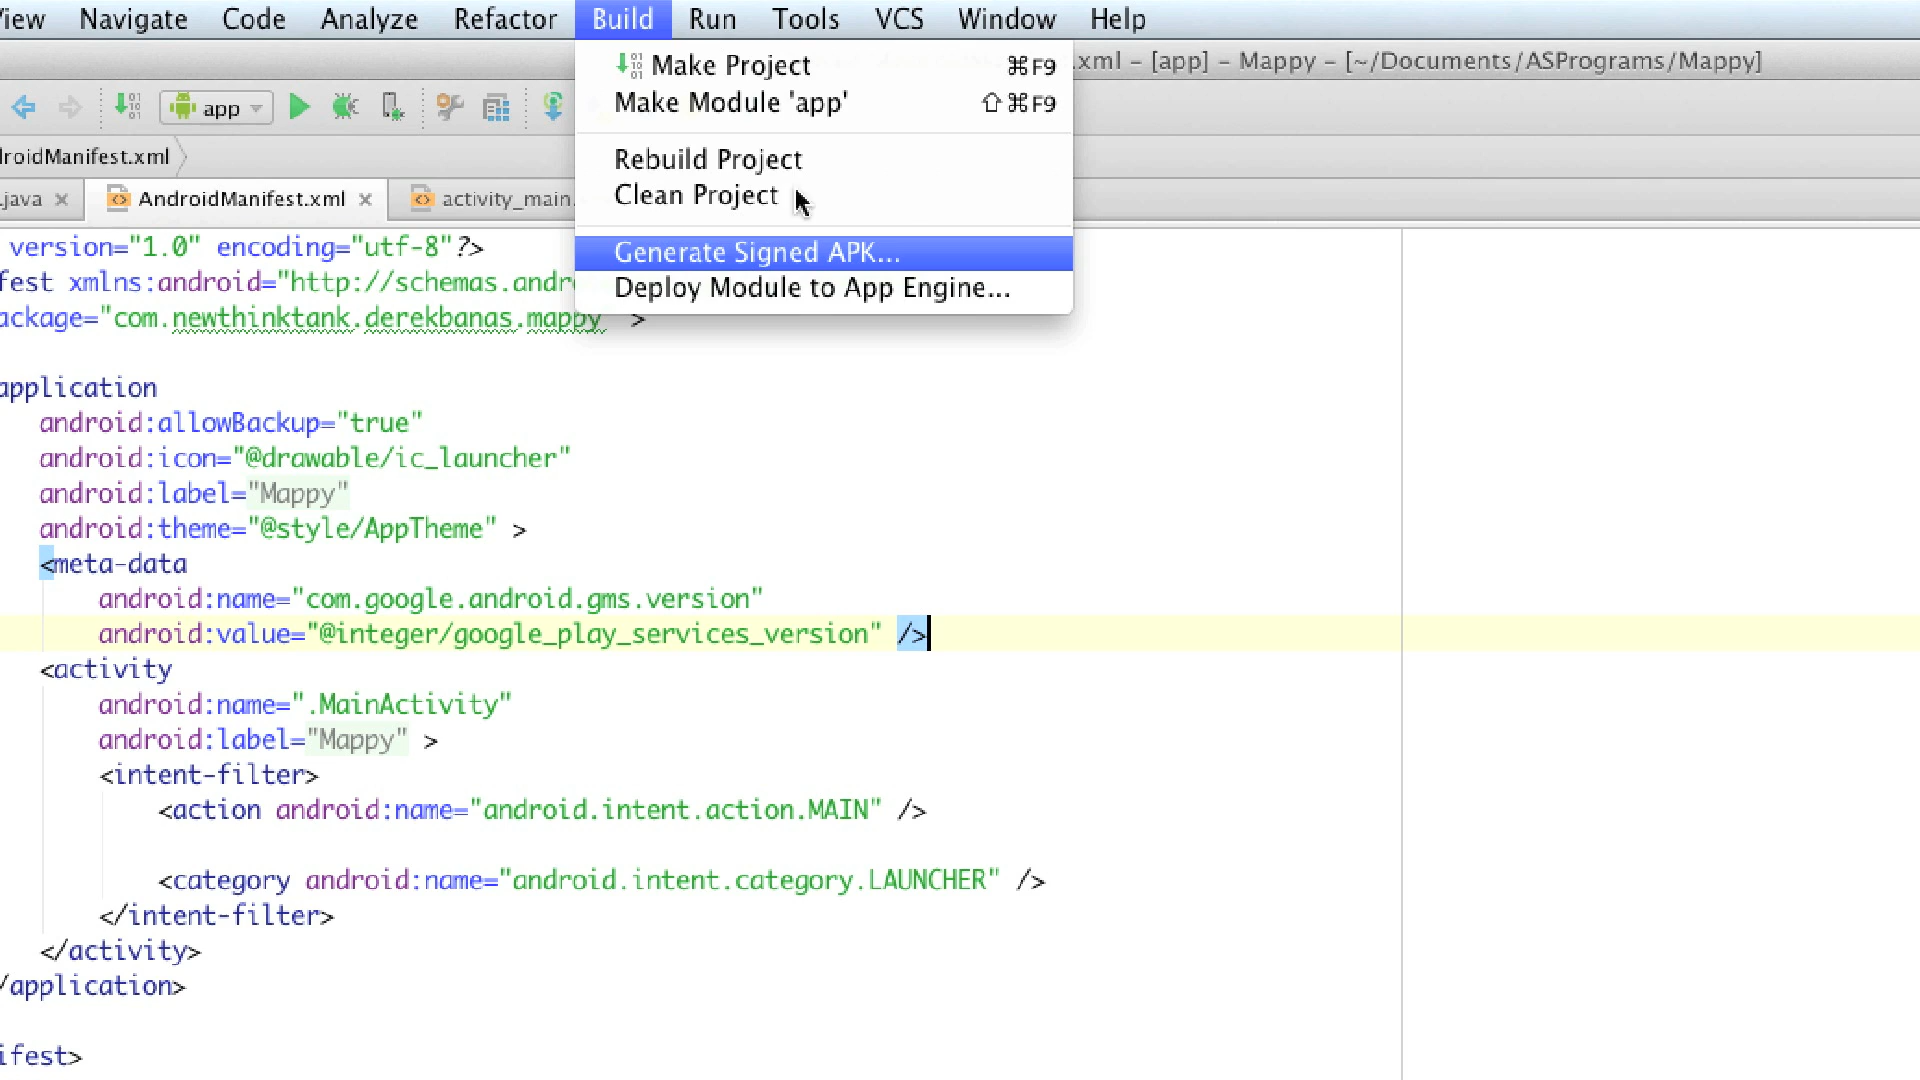 View Navigate Code Analyze Refactor Build Run Tools VCS Window Help
.xml - [app] - Mappy - [~/Documents/ASPrograms/Mappy]
Make Project ⌘F9
app
Make Module 'app' ⇧⌘F9
roidManifest.xml
Rebuild Project
Clean Project
.java AndroidManifest.xml activity_main.
version="1.0" encoding="utf-8"?>
Generate Signed APK...
fest xmlns:android="http://schemas.andr
Deploy Module to App Engine...
ackage="com.newthinktank.derekbanas.mappy" >
application
android:allowBackup="true"
android:icon="@drawable/ic_launcher"
android:label="Mappy"
android:theme="@style/AppTheme" >
<meta-data
android:name="com.google.android.gms.version"
android:value="@integer/google_play_services_version" />
<activity
android:name=".MainActivity"
android:label="Mappy" >
<intent-filter>
<action android:name="android.intent.action.MAIN" />
<category android:name="android.intent.category.LAUNCHER" />
</intent-filter>
</activity>
/application>
ifest>